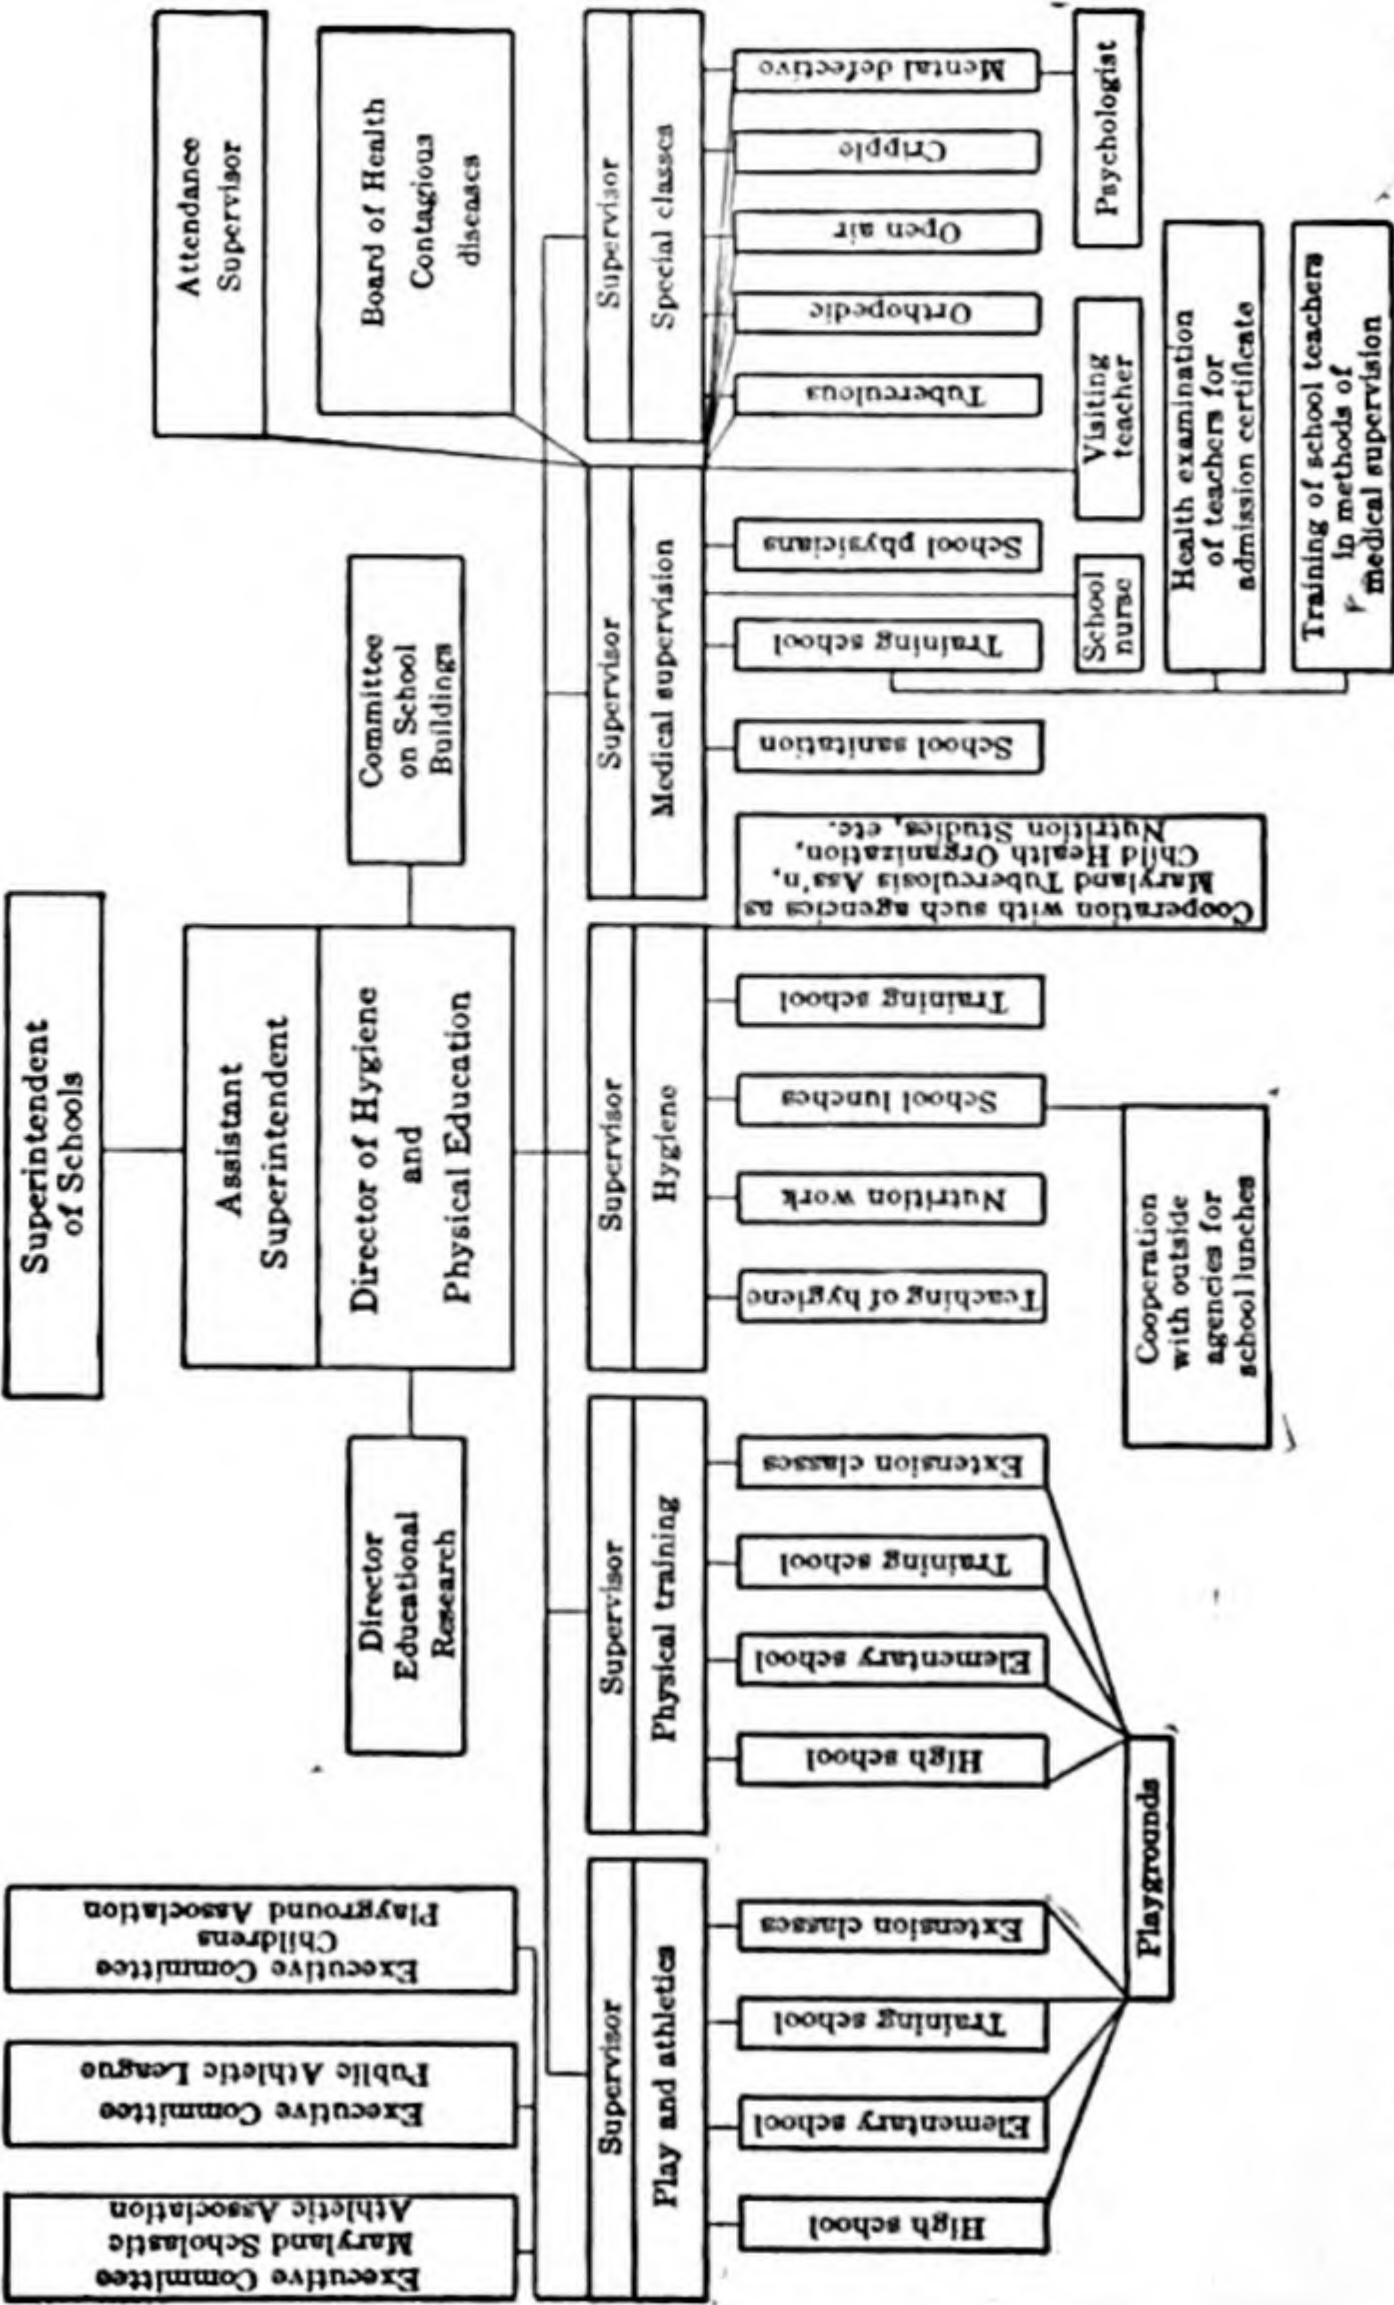 Superintendent
of Schools
Assistant
Superintendent
Director of Hygiene
and
Physical Education
Director
Educational
Research
Committee
on School
Buildings
Attendance
Supervisor
Board of Health
Contagious
diseases
Executive Committee
Maryland Scholastic
Athletic Association
Executive Committee
Public Athletic League
Executive Committee
Childrens
Playground Association
Supervisor
Play and athletics
Supervisor
Physical training
Supervisor
Hygiene
Supervisor
Medical supervision
Supervisor
Special classes
High school
Elementary school
Training school
Extension classes
High school
Elementary school
Training school
Extension classes
Teaching of hygiene
Nutrition work
School lunches
Training school
Cooperation with such agencies as
Maryland Tuberculosis Ass'n,
Child Health Organization,
Nutrition Studies, etc.
School sanitation
Training school
School physicians
Tuberculous
Orthopedic
Open air
Cripple
Mental defective
Playgrounds
Cooperation
with outside
agencies for
school lunches
School
nurse
Visiting
teacher
Psychologist
Health examination
of teachers for
admission certificate
Training of school teachers
in methods of
medical supervision